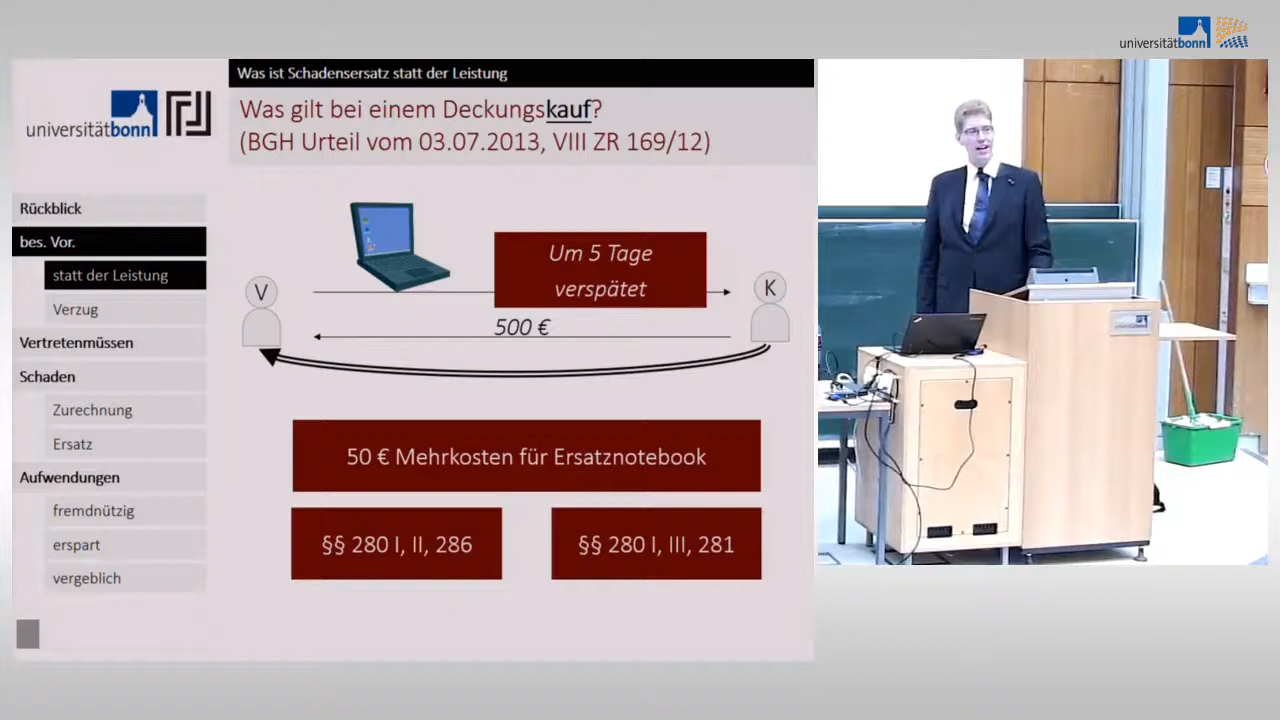 universitätbonn
Was ist Schadensersatz statt der Leistung
universitätbonn
Was gilt bei einem Deckungskauf?
(BGH Urteil vom 03.07.2013, VIII ZR 169/12)
Rückblick
bes. Vor.
statt der Leistung
Verzug
Vertretenmüssen
Schaden
Zurechnung
Ersatz
Aufwendungen
fremdnützig
erspart
vergeblich
Um 5 Tage
verspätet
V
K
500 €
50 € Mehrkosten für Ersatznotebook
§§ 280 I, II, 286
§§ 280 I, III, 281